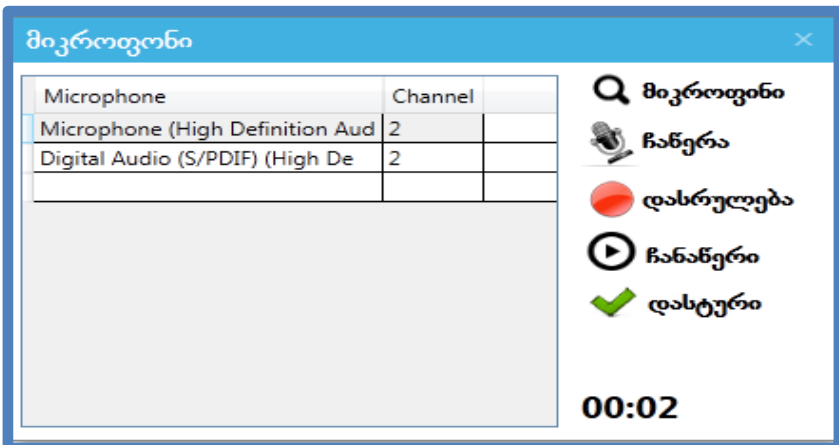 მიკროფონი
Microphone Channel
Microphone (High Definition Aud 2
Digital Audio (S/PDIF) (High De 2
მიკროფინი
ჩაწერა
დასრულება
ჩანაწერი
დასტური
00:02